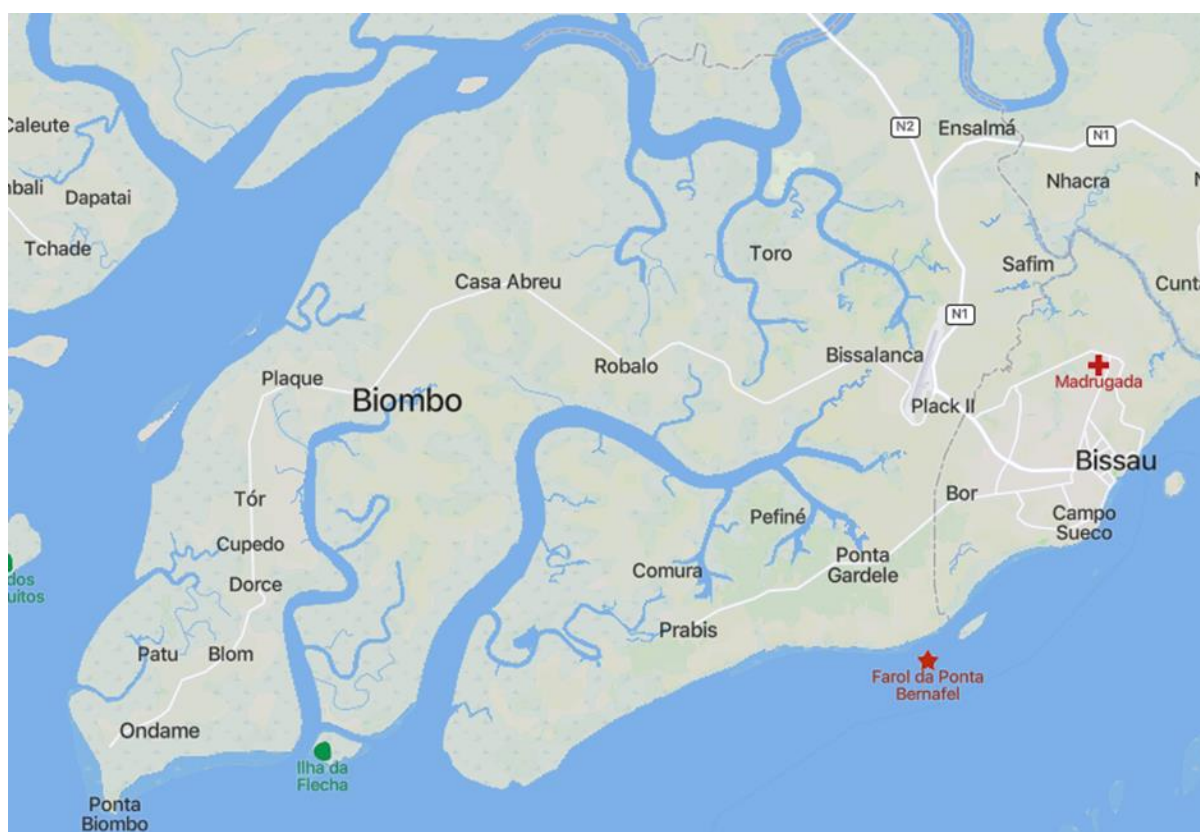 N2
Ensalmá
N1
Caleute
Nhacra
Dapatai
Tchade
Toro
Safim
Casa Abreu
N1
Bissalanca
Robalo
Plaque
Madrugada
Biombo
Plack II
Bissau
Tór
Bor
Pefiné
Campo
Sueco
Cupedo
Ponta
Gardele
Comura
Dorce
Prabis
Patu
Blom
Farol da Ponta
Bernafel
Ondame
Ilha da
Flecha
Ponta
Biombo